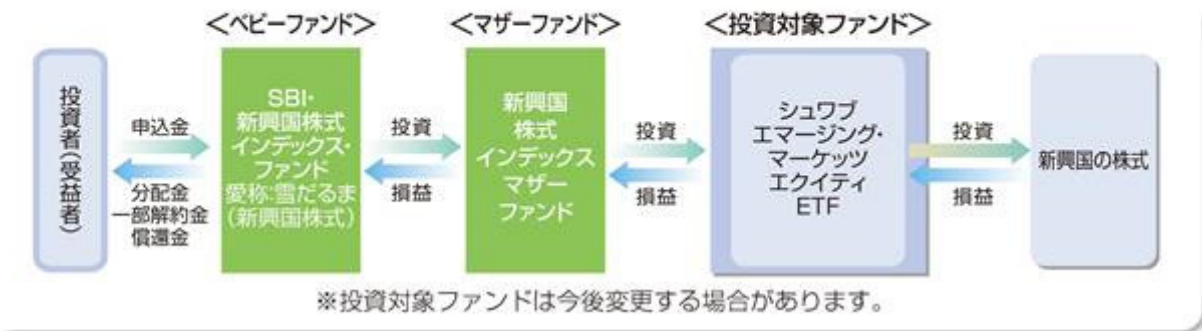 <ベビーファンド>
<マザーファンド>
<投資対象ファンド>
投資者(受益者)
申込金
分配金
一部解約金
償還金
SBI・
新興国株式
インデックス・
ファンド
愛称:雪だるま
(新興国株式)
投資
損益
新興国
株式
インデックス
マザー
ファンド
投資
損益
シュワブ
エマージング・
マーケッツ
エクイティ
ETF
投資
損益
新興国の株式
※投資対象ファンドは今後変更する場合があります。